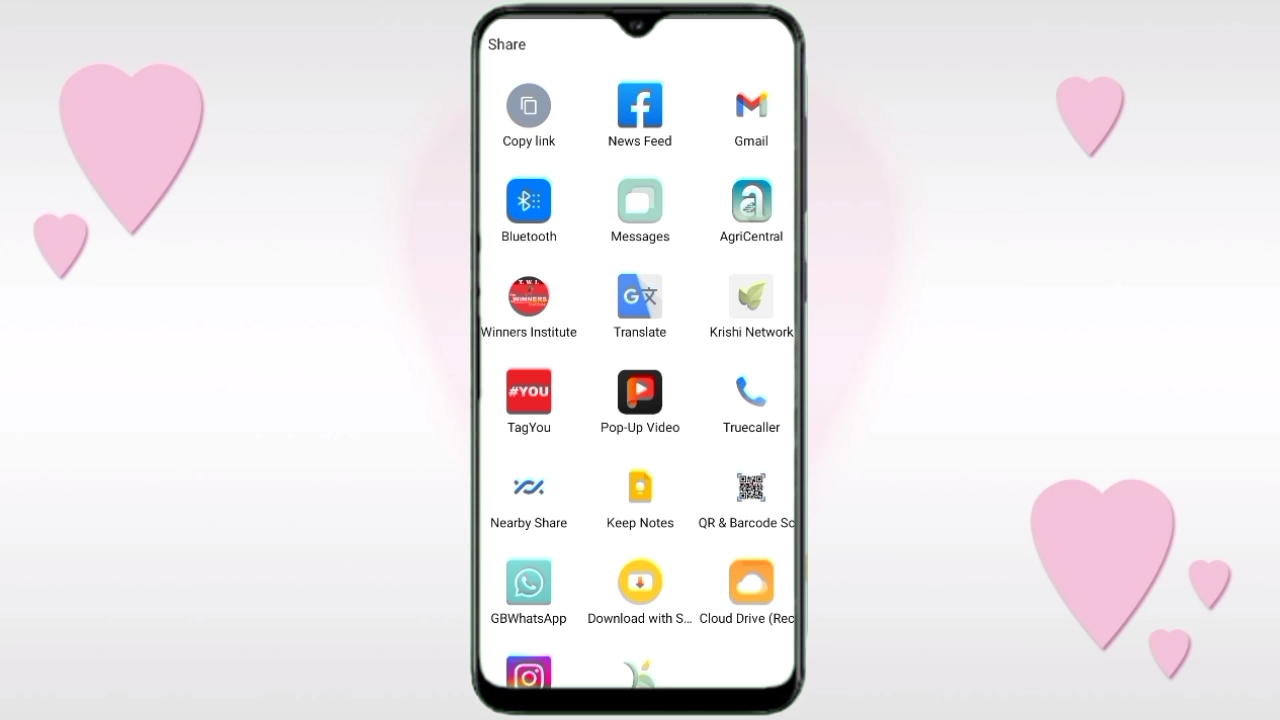 Share
Copy link
News Feed
Gmail
Bluetooth
Messages
AgriCentral
T.W.I.
WINNERS
Winners Institute
Translate
Krishi Network
#YOU
TagYou
Pop-Up Video
Truecaller
Nearby Share
Keep Notes
QR & Barcode Sc
GBWhatsApp
Download with S...
Cloud Drive (Rec